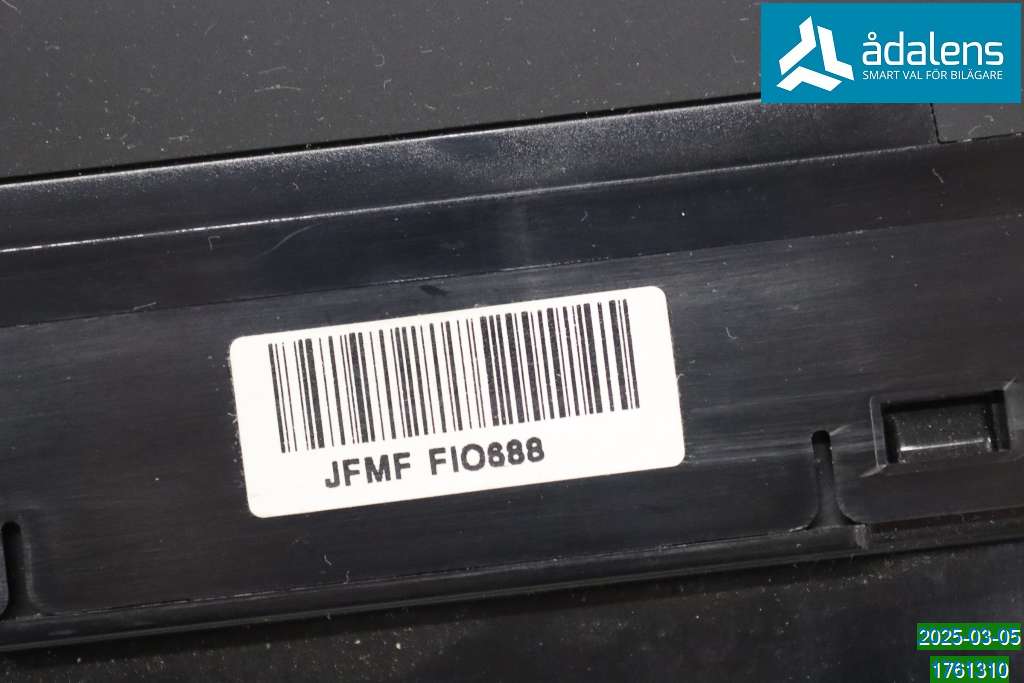 ådalens
SMART VAL FÖR BILÄGARE
JFMF FIO688
2025-03-05
1761310